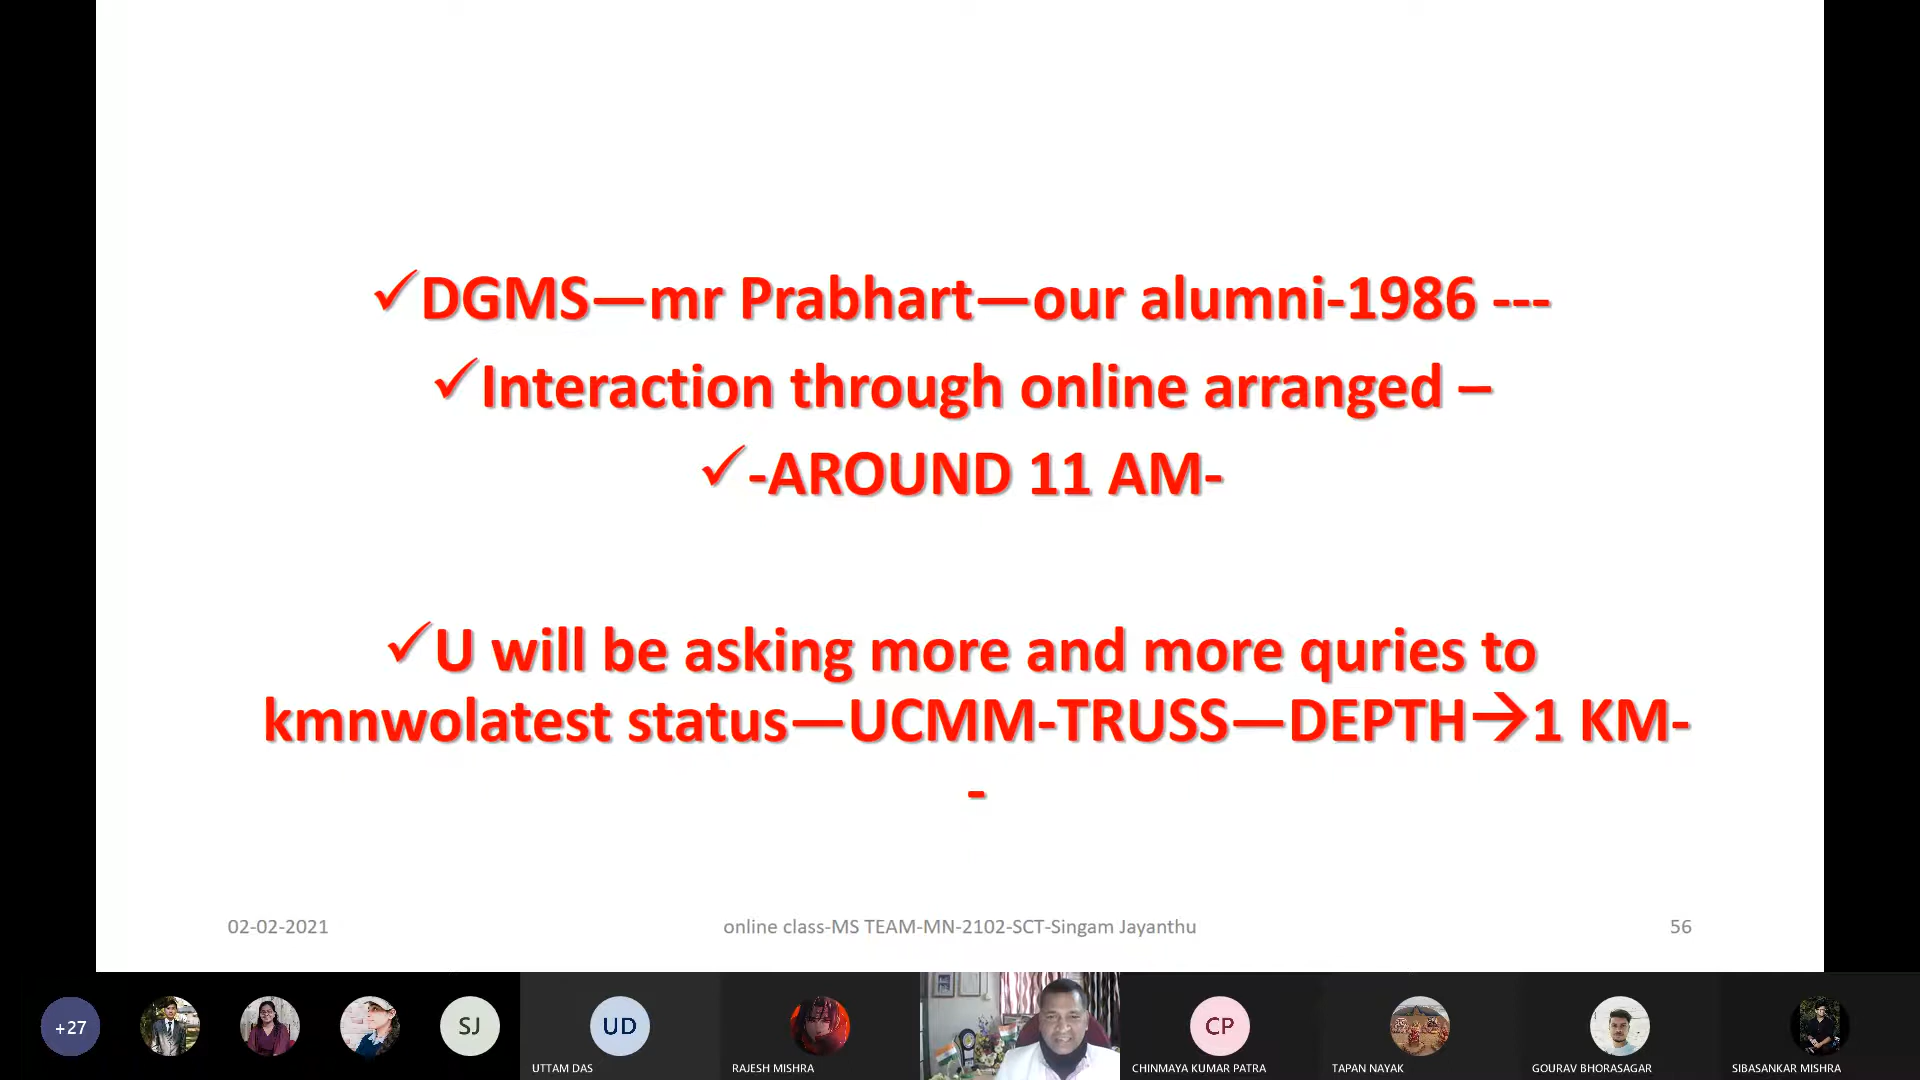 ✓DGMS—mr Prabhart—our alumni-1986 ---
✓Interaction through online arranged –
✓-AROUND 11 AM-
✓U will be asking more and more quries to
kmnwolatest status—UCMM-TRUSS—DEPTH→1 KM-
-
02-02-2021 online class-MS TEAM-MN-2102-SCT-Singam Jayanthu 56
+27 SJ UD CP
UTTAM DAS RAJESH MISHRA CHINMAYA KUMAR PATRA TAPAN NAYAK GOURAV BHORASAGAR SIBASANKAR MISHRA